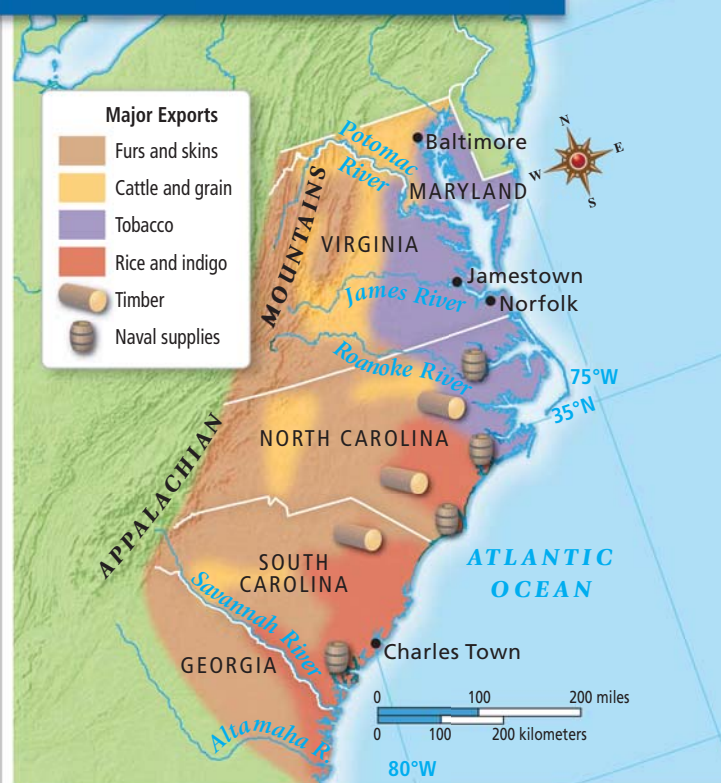 Major Exports
Furs and skins
Cattle and grain
Tobacco
Rice and indigo
Timber
Naval supplies
N
E
W
S
Potomac
River
Baltimore
MARYLAND
MOUNTAINS
VIRGINIA
Jamestown
James River
Norfolk
Roanoke River
75°W
35°N
NORTH CAROLINA
APPALACHIAN
ATLANTIC
OCEAN
SOUTH
CAROLINA
Savannah River
Charles Town
GEORGIA
Altamaha R.
0 100 200 miles
0 100 200 kilometers
80°W